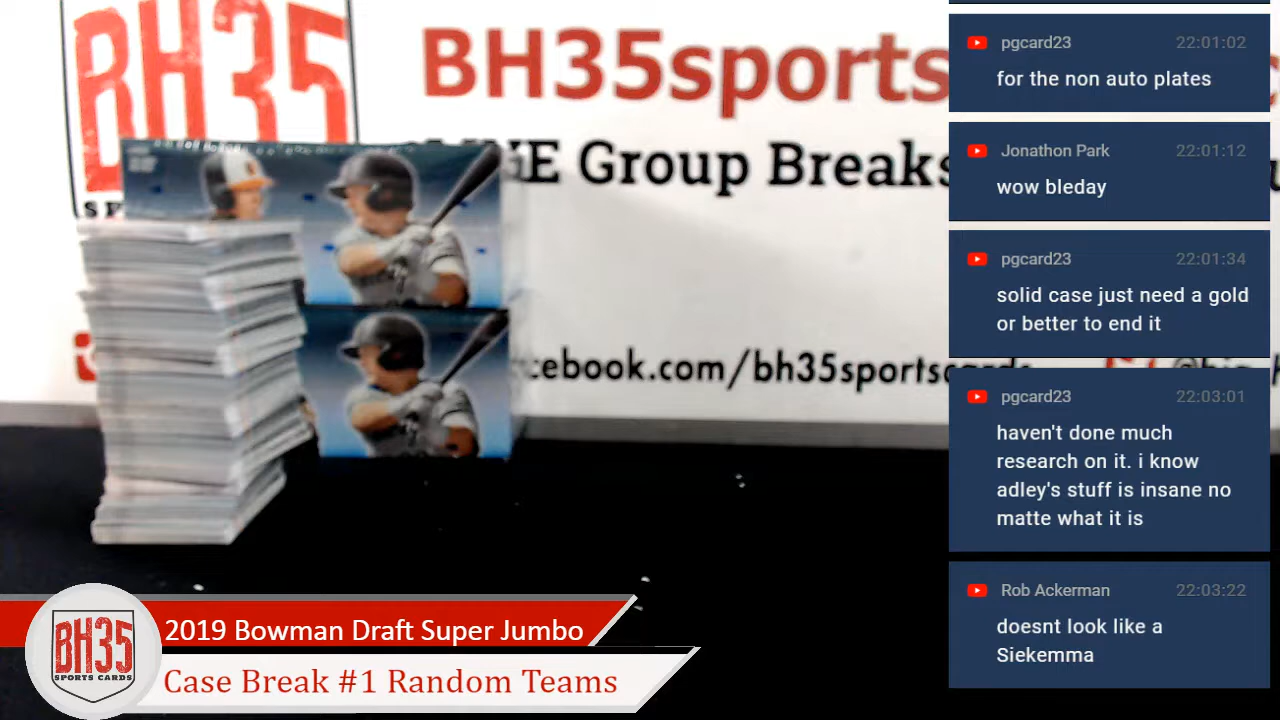 BH35
BH35sports
LIVE Group Breaks
cebook.com/bh35sportscards
pgcard23 22:01:02
for the non auto plates
Jonathon Park 22:01:12
wow bleday
pgcard23 22:01:34
solid case just need a gold
or better to end it
pgcard23 22:03:01
haven't done much
research on it. i know
adley's stuff is insane no
matte what it is
Rob Ackerman 22:03:22
doesnt look like a
Siekemma
BH35
SPORTS CARDS
2019 Bowman Draft Super Jumbo
Case Break #1 Random Teams